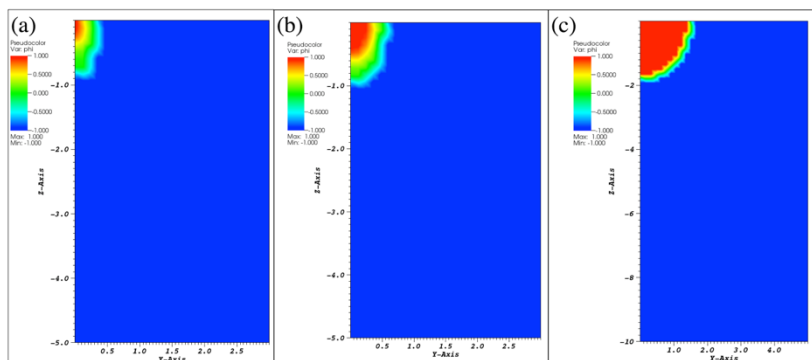 (a)
Pseudocolor
Var: phi
1.000
0.5000
0.000
-0.5000
-1.000
Max: 1.000
Min: -1.000
Z-Axis
-1.0
-2.0
-3.0
-4.0
-5.0
0.5 1.0 1.5 2.0 2.5
Y-Axis
(b)
Pseudocolor
Var: phi
1.000
0.5000
0.000
-0.5000
-1.000
Max: 1.000
Min: -1.000
Z-Axis
-1.0
-2.0
-3.0
-4.0
-5.0
0.5 1.0 1.5 2.0 2.5
Y-Axis
(c)
Pseudocolor
Var: phi
1.000
0.5000
0.000
-0.5000
-1.000
Max: 1.000
Min: -1.000
Z-Axis
-2
-4
-6
-8
-10
1.0 2.0 3.0 4.0
Y-Axis